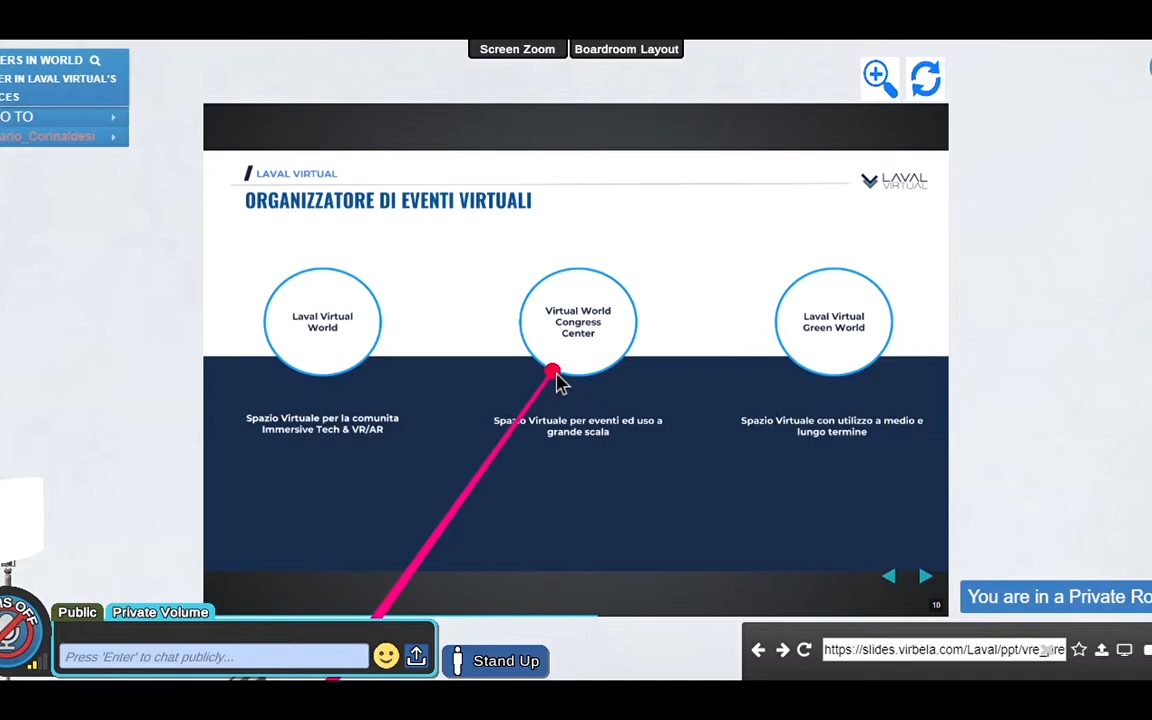 Screen Zoom
Boardroom Layout
ERS IN WORLD
ER IN LAVAL VIRTUAL'S
CES
O TO
ario_Corinaldesi
LAVAL VIRTUAL
ORGANIZZATORE DI EVENTI VIRTUALI
LAVAL
VIRTUAL
Laval Virtual
World
Virtual World
Congress
Center
Laval Virtual
Green World
Spazio Virtuale per la comunita
Immersive Tech & VR/AR
Spazio Virtuale per eventi ed uso a
grande scala
Spazio Virtuale con utilizzo a medio e
lungo termine
10
You are in a Private Ro
S OFF
Public
Private Volume
Press 'Enter' to chat publicly...
Stand Up
https://slides.virbela.com/Laval/ppt/vre